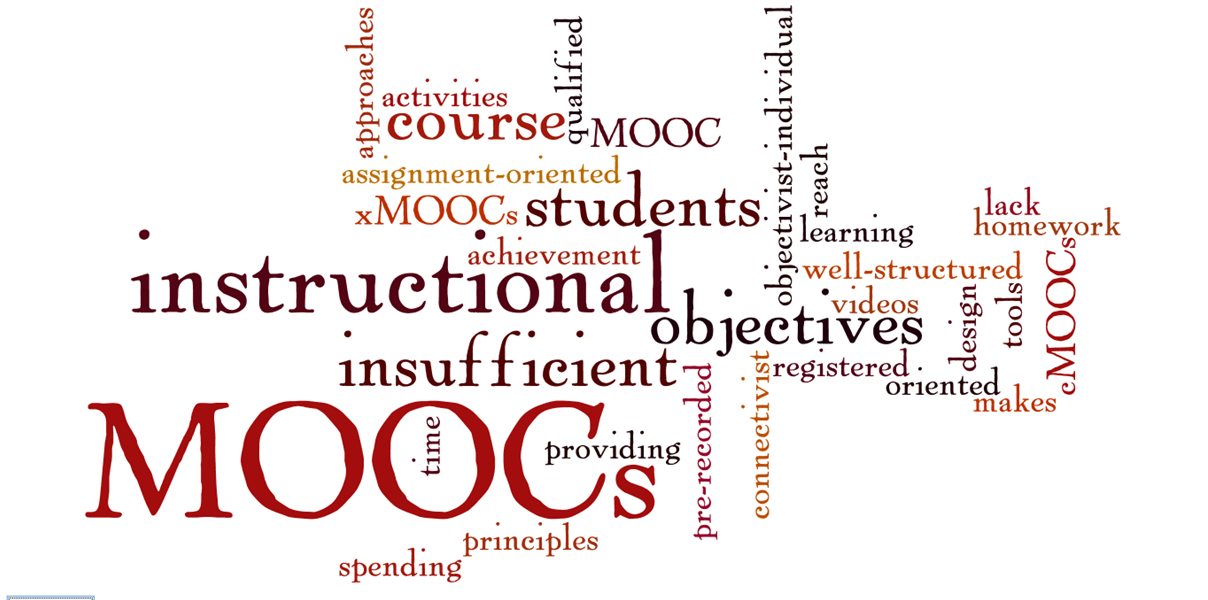 approaches
activities
qualified
objectivist-individual
course
MOOC
reach
assignment-oriented
xMOOCs
students
lack
homework
learning
achievement
instructional
well-structured
cMOOCs
videos
design
tools
objectives
insufficient
registered
oriented
makes
pre-recorded
connectivist
MOOCs
time
providing
principles
spending